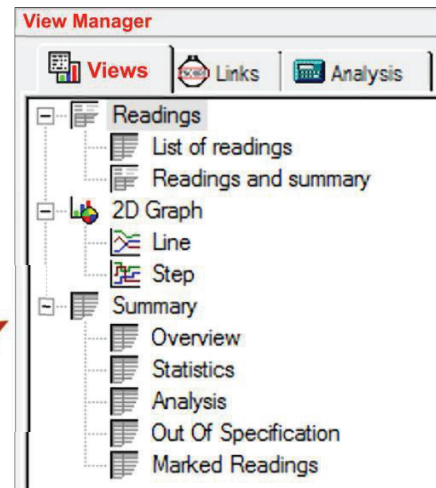 View Manager
Views Links Analysis
Readings
List of readings
Readings and summary
2D Graph
Line
Step
Summary
Overview
Statistics
Analysis
Out Of Specification
Marked Readings